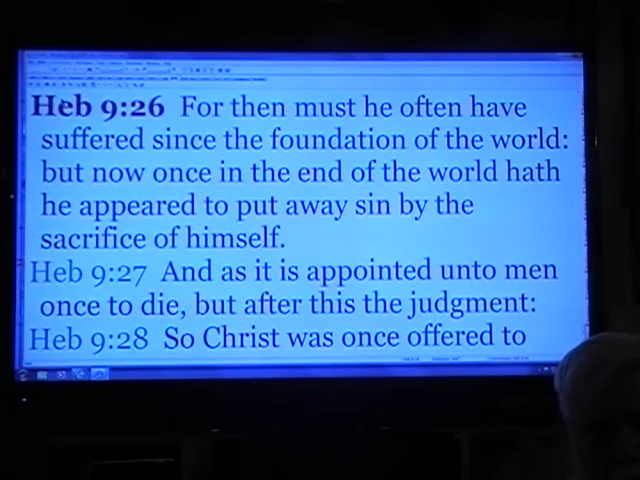 Heb 9:26 For then must he often have
suffered since the foundation of the world:
but now once in the end of the world hath
he appeared to put away sin by the
sacrifice of himself.
Heb 9:27 And as it is appointed unto men
once to die, but after this the judgment:
Heb 9:28 So Christ was once offered to